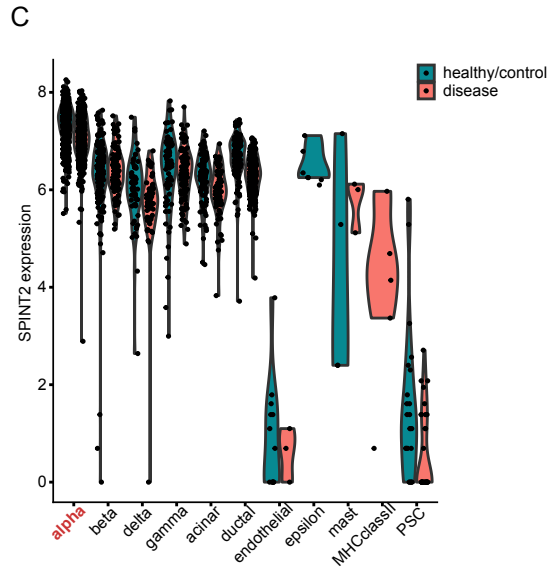 C
healthy/control
disease
SPINT2 expression
8
6
4
2
0
alpha
beta
delta
gamma
acinar
ductal
endothelial
epsilon
mast
MHCclassII
PSC